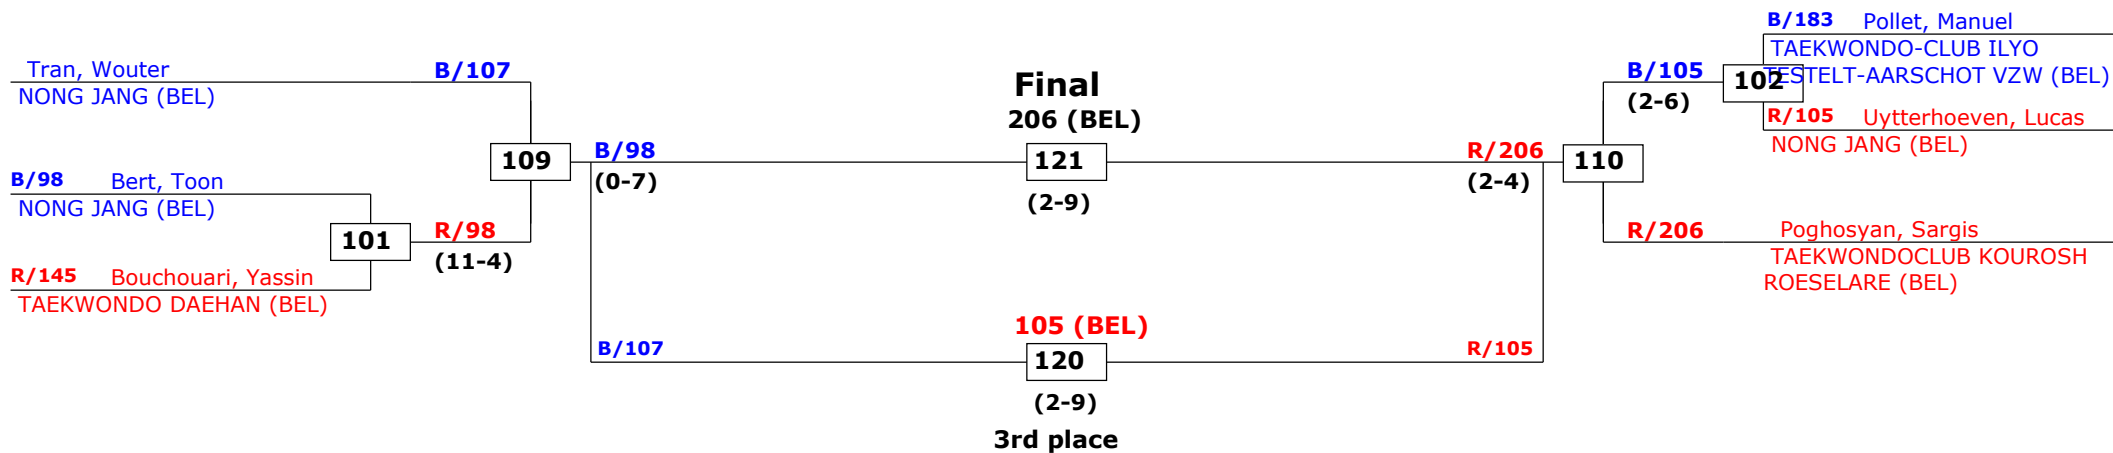 Tran, Wouter
B/107
NONG JANG (BEL)
B/98 Bert, Toon
NONG JANG (BEL)
R/145 Bouchouari, Yassin
TAEKWONDO DAEHAN (BEL)
101
R/98
(11-4)
109
B/98
(0-7)
Final
206 (BEL)
121
(2-9)
B/107
105 (BEL)
120
(2-9)
3rd place
R/105
R/206
(2-4)
110
B/105
(2-6)
102
R/206
B/183 Pollet, Manuel
TAEKWONDO-CLUB ILYO
TESTELT-AARSCHOT VZW (BEL)
R/105 Uytterhoeven, Lucas
NONG JANG (BEL)
Poghosyan, Sargis
TAEKWONDOCLUB KOUROSH
ROESELARE (BEL)